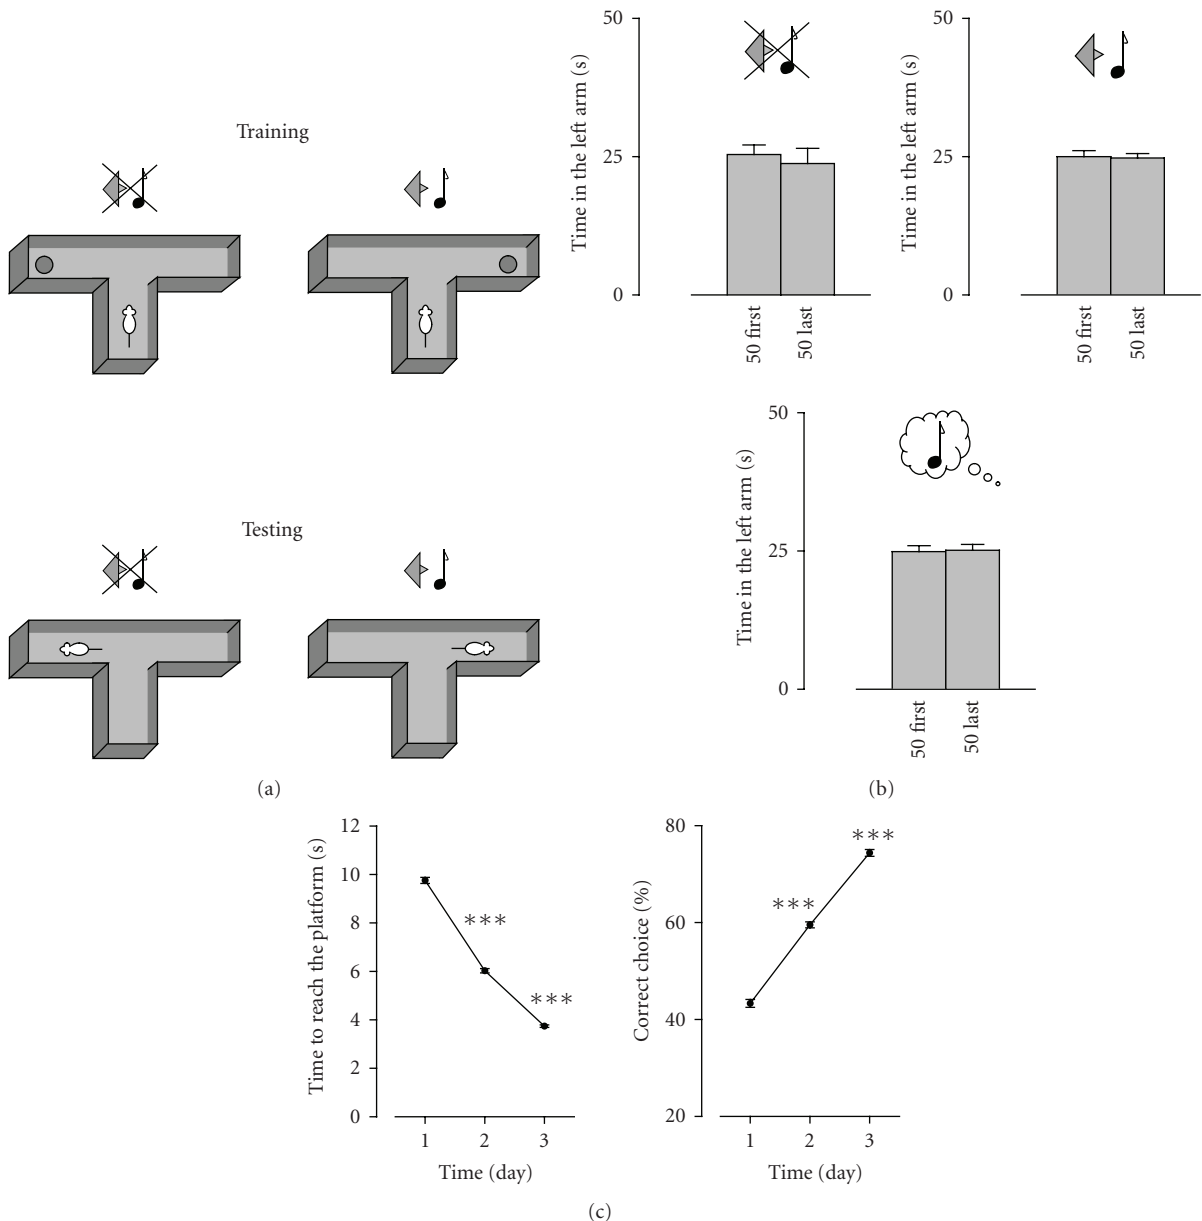 Training
Testing
(a)
50
25
0
Time in the left arm (s)
50 first
50 last
50
25
0
Time in the left arm (s)
50 first
50 last
50
25
0
Time in the left arm (s)
50 first
50 last
(b)
12
10
8
6
4
2
0
Time to reach the platform (s)
***
***
1 2 3
Time (day)
80
60
40
20
Correct choice (%)
***
***
1 2 3
Time (day)
(c)